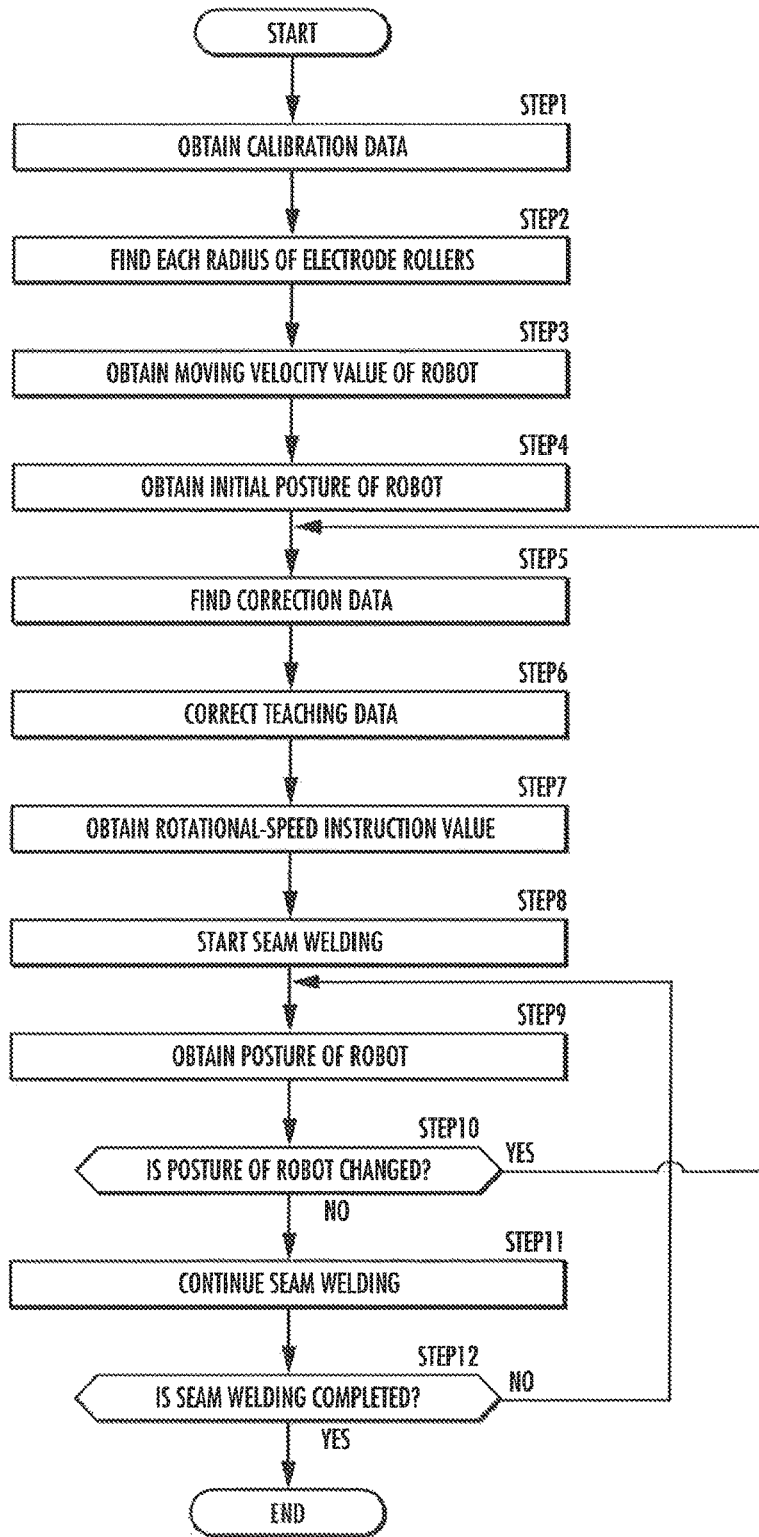 START
STEP1
OBTAIN CALIBRATION DATA
STEP2
FIND EACH RADIUS OF ELECTRODE ROLLERS
STEP3
OBTAIN MOVING VELOCITY VALUE OF ROBOT
STEP4
OBTAIN INITIAL POSTURE OF ROBOT
STEP5
FIND CORRECTION DATA
STEP6
CORRECT TEACHING DATA
STEP7
OBTAIN ROTATIONAL-SPEED INSTRUCTION VALUE
STEP8
START SEAM WELDING
STEP9
OBTAIN POSTURE OF ROBOT
STEP10
IS POSTURE OF ROBOT CHANGED?
YES
NO
STEP11
CONTINUE SEAM WELDING
STEP12
IS SEAM WELDING COMPLETED?
NO
YES
END